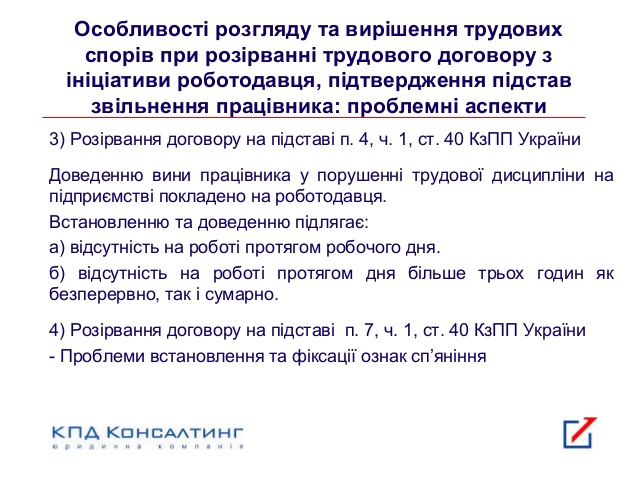 Особливості розгляду та вирішення трудових
спорів при розірванні трудового договору з
ініціативи роботодавця, підтвердження підстав
звільнення працівника: проблемні аспекти
3) Розірвання договору на підставі п. 4, ч. 1, ст. 40 КзПП України
Доведенню вини працівника у порушенні трудової дисципліни на
підприємстві покладено на роботодавця.
Встановленню та доведенню підлягає:
а) відсутність на роботі протягом робочого дня.
б) відсутність на роботі протягом дня більше трьох годин як
безперервно, так і сумарно.
4) Розірвання договору на підставі  п. 7, ч. 1, ст. 40 КзПП України
- Проблеми встановлення та фіксації ознак сп’яніння
КПД Консалтинг
юридична компанія